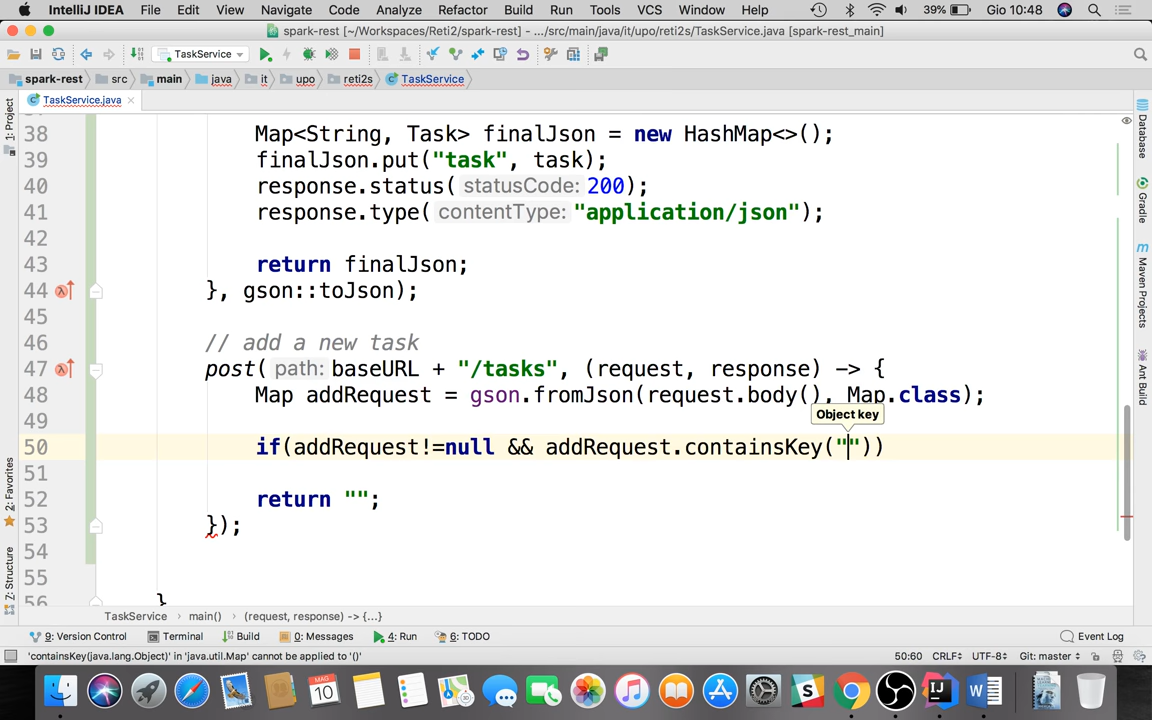 IntelliJ IDEA File Edit View Navigate Code Analyze Refactor Build Run Tools VCS Window Help 39% Gio 10:48
spark-rest [~/Workspaces/Reti2/spark-rest] - .../src/main/java/it/upo/reti2s/TaskService.java [spark-rest_main]
TaskService
spark-rest src main java it upo reti2s TaskService
TaskService.java
1: Project
2: Favorites
7: Structure
38 Map<String, Task> finalJson = new HashMap<>();
39 finalJson.put("task", task);
40 response.status( statusCode: 200);
41 response.type( contentType: "application/json");
42
43 return finalJson;
44 }, gson::toJson);
45
46 // add a new task
47 post( path: baseURL + "/tasks", (request, response) -> {
48 Map addRequest = gson.fromJson(request.body(), Map.class);
Object key
49
50 if(addRequest!=null && addRequest.containsKey(""))
51
52 return "";
53 });
54
55
56 }
Database
Gradle
Maven Projects
Ant Build
TaskService main() (request, response) -> {...}
9: Version Control Terminal Build 0: Messages 4: Run 6: TODO Event Log
'containsKey(java.lang.Object)' in 'java.util.Map' cannot be applied to '()' 50:60 CRLF UTF-8 Git: master
MAG
10